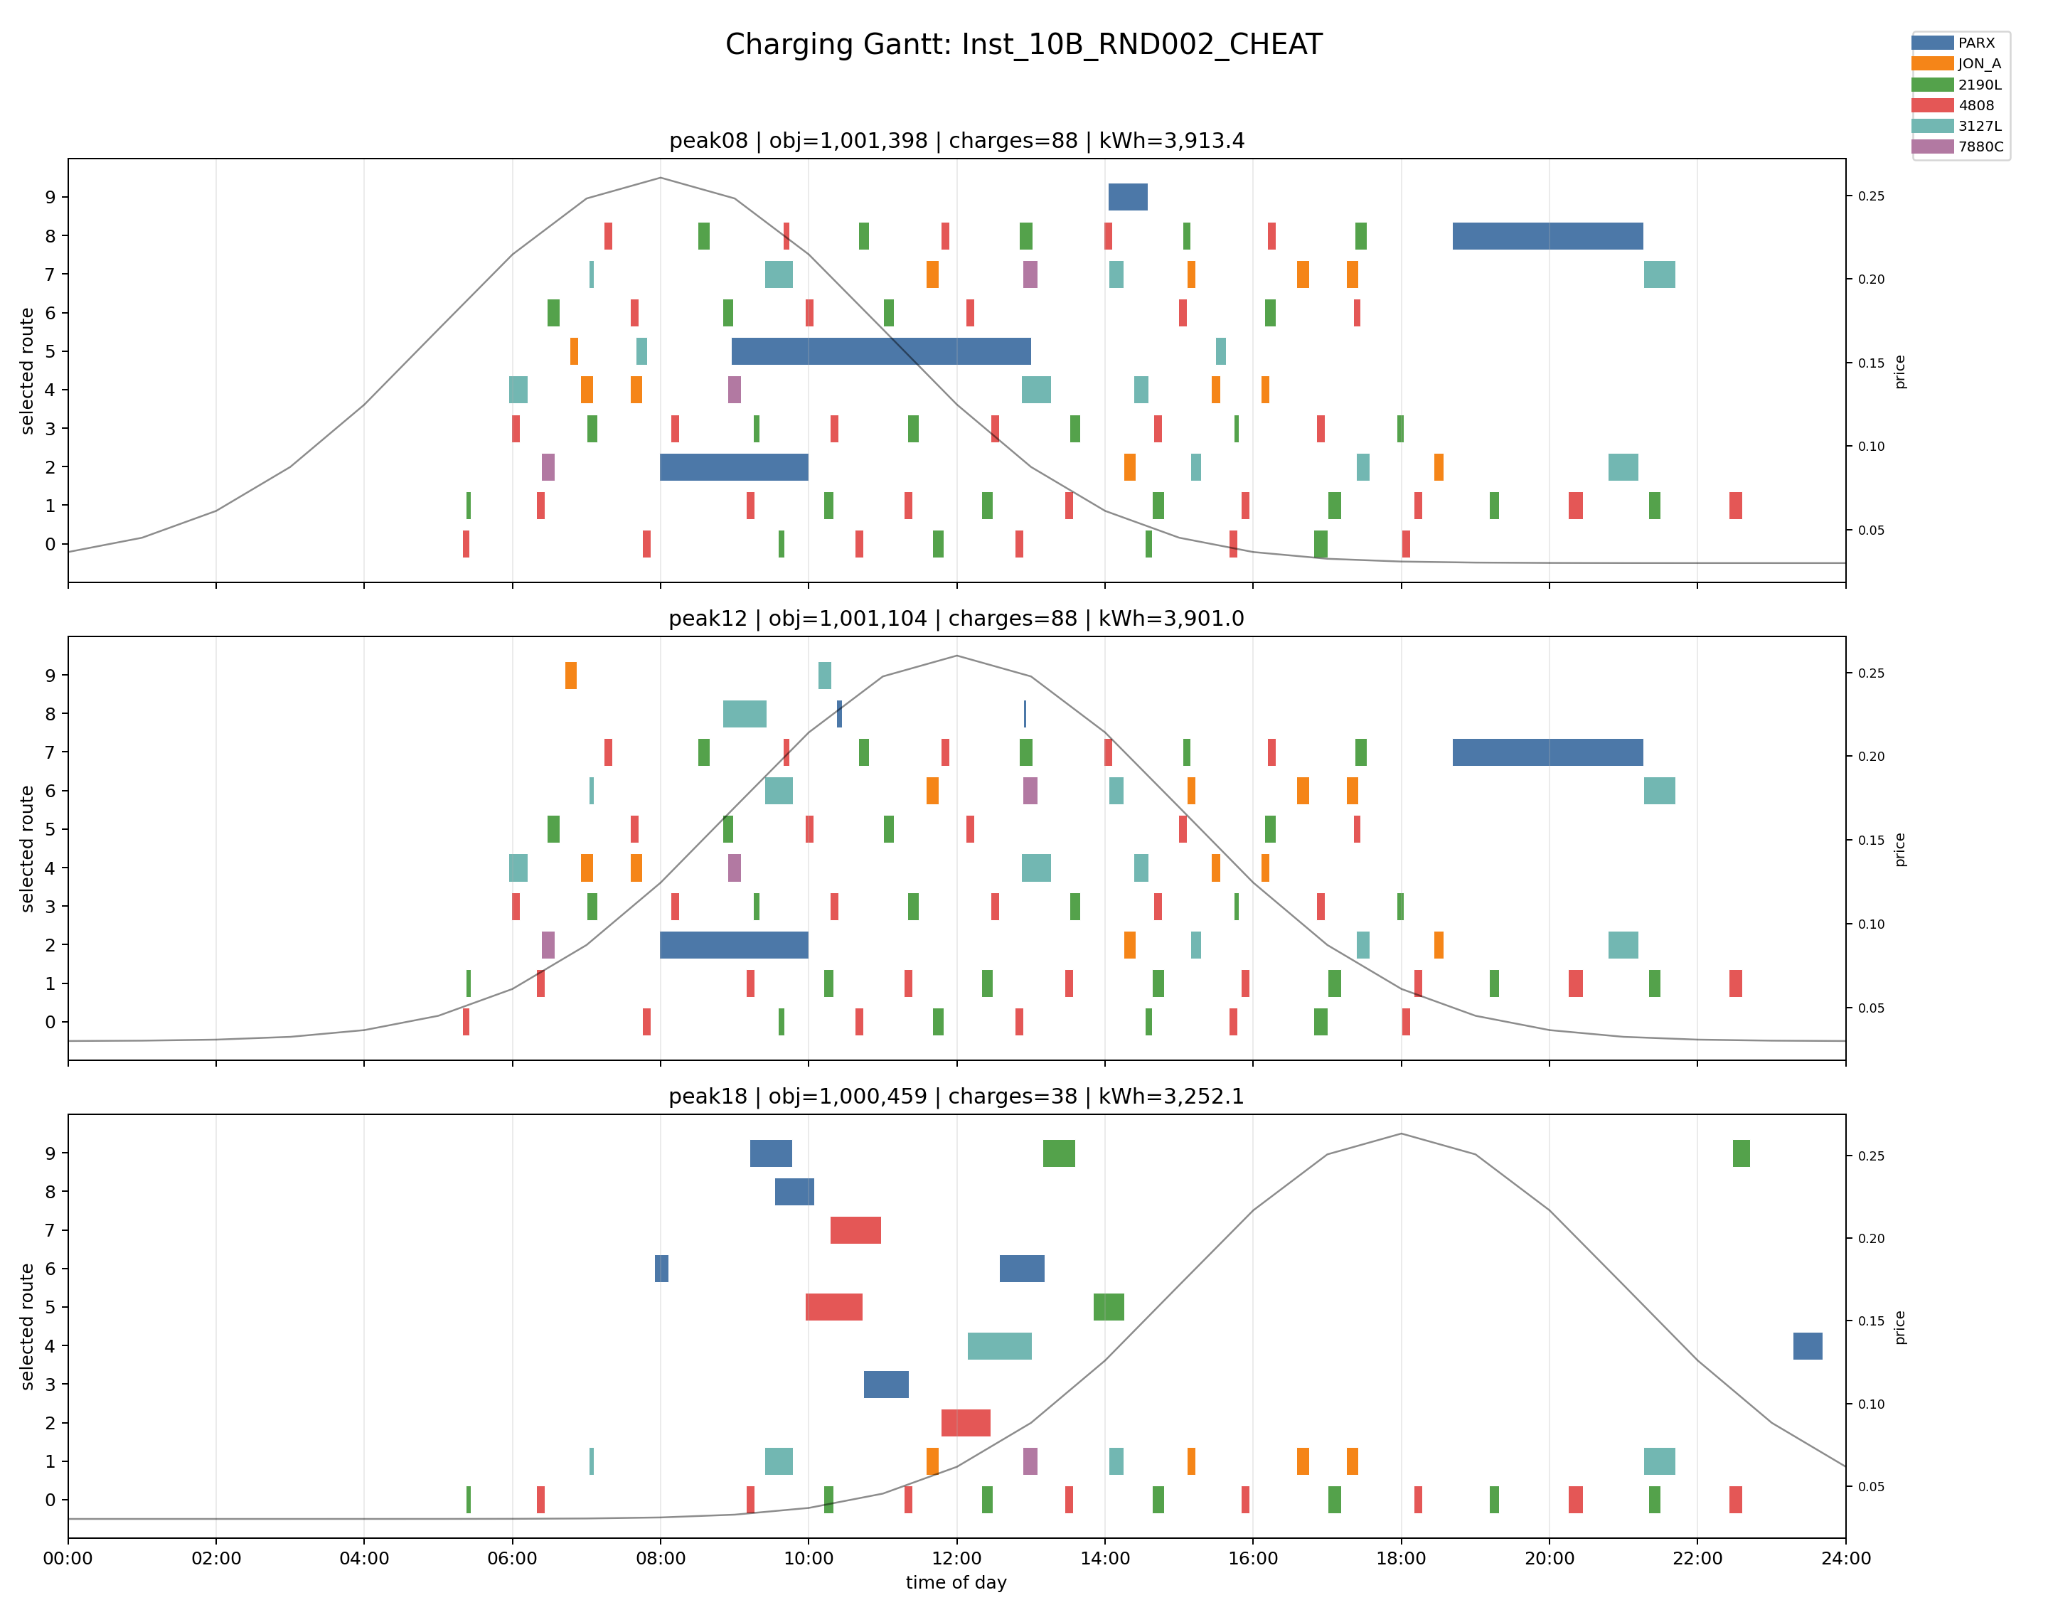 Charging Gantt: Inst_10B_RND002_CHEAT
PARX
JON_A
2190L
4808
3127L
7880C
peak08 | obj=1,001,398 | charges=88 | kWh=3,913.4
selected route
9
8
7
6
5
4
3
2
1
0
0.25
0.20
0.15
0.10
0.05
price
peak12 | obj=1,001,104 | charges=88 | kWh=3,901.0
selected route
9
8
7
6
5
4
3
2
1
0
0.25
0.20
0.15
0.10
0.05
price
peak18 | obj=1,000,459 | charges=38 | kWh=3,252.1
selected route
9
8
7
6
5
4
3
2
1
0
0.25
0.20
0.15
0.10
0.05
price
00:00 02:00 04:00 06:00 08:00 10:00 12:00 14:00 16:00 18:00 20:00 22:00 24:00
time of day